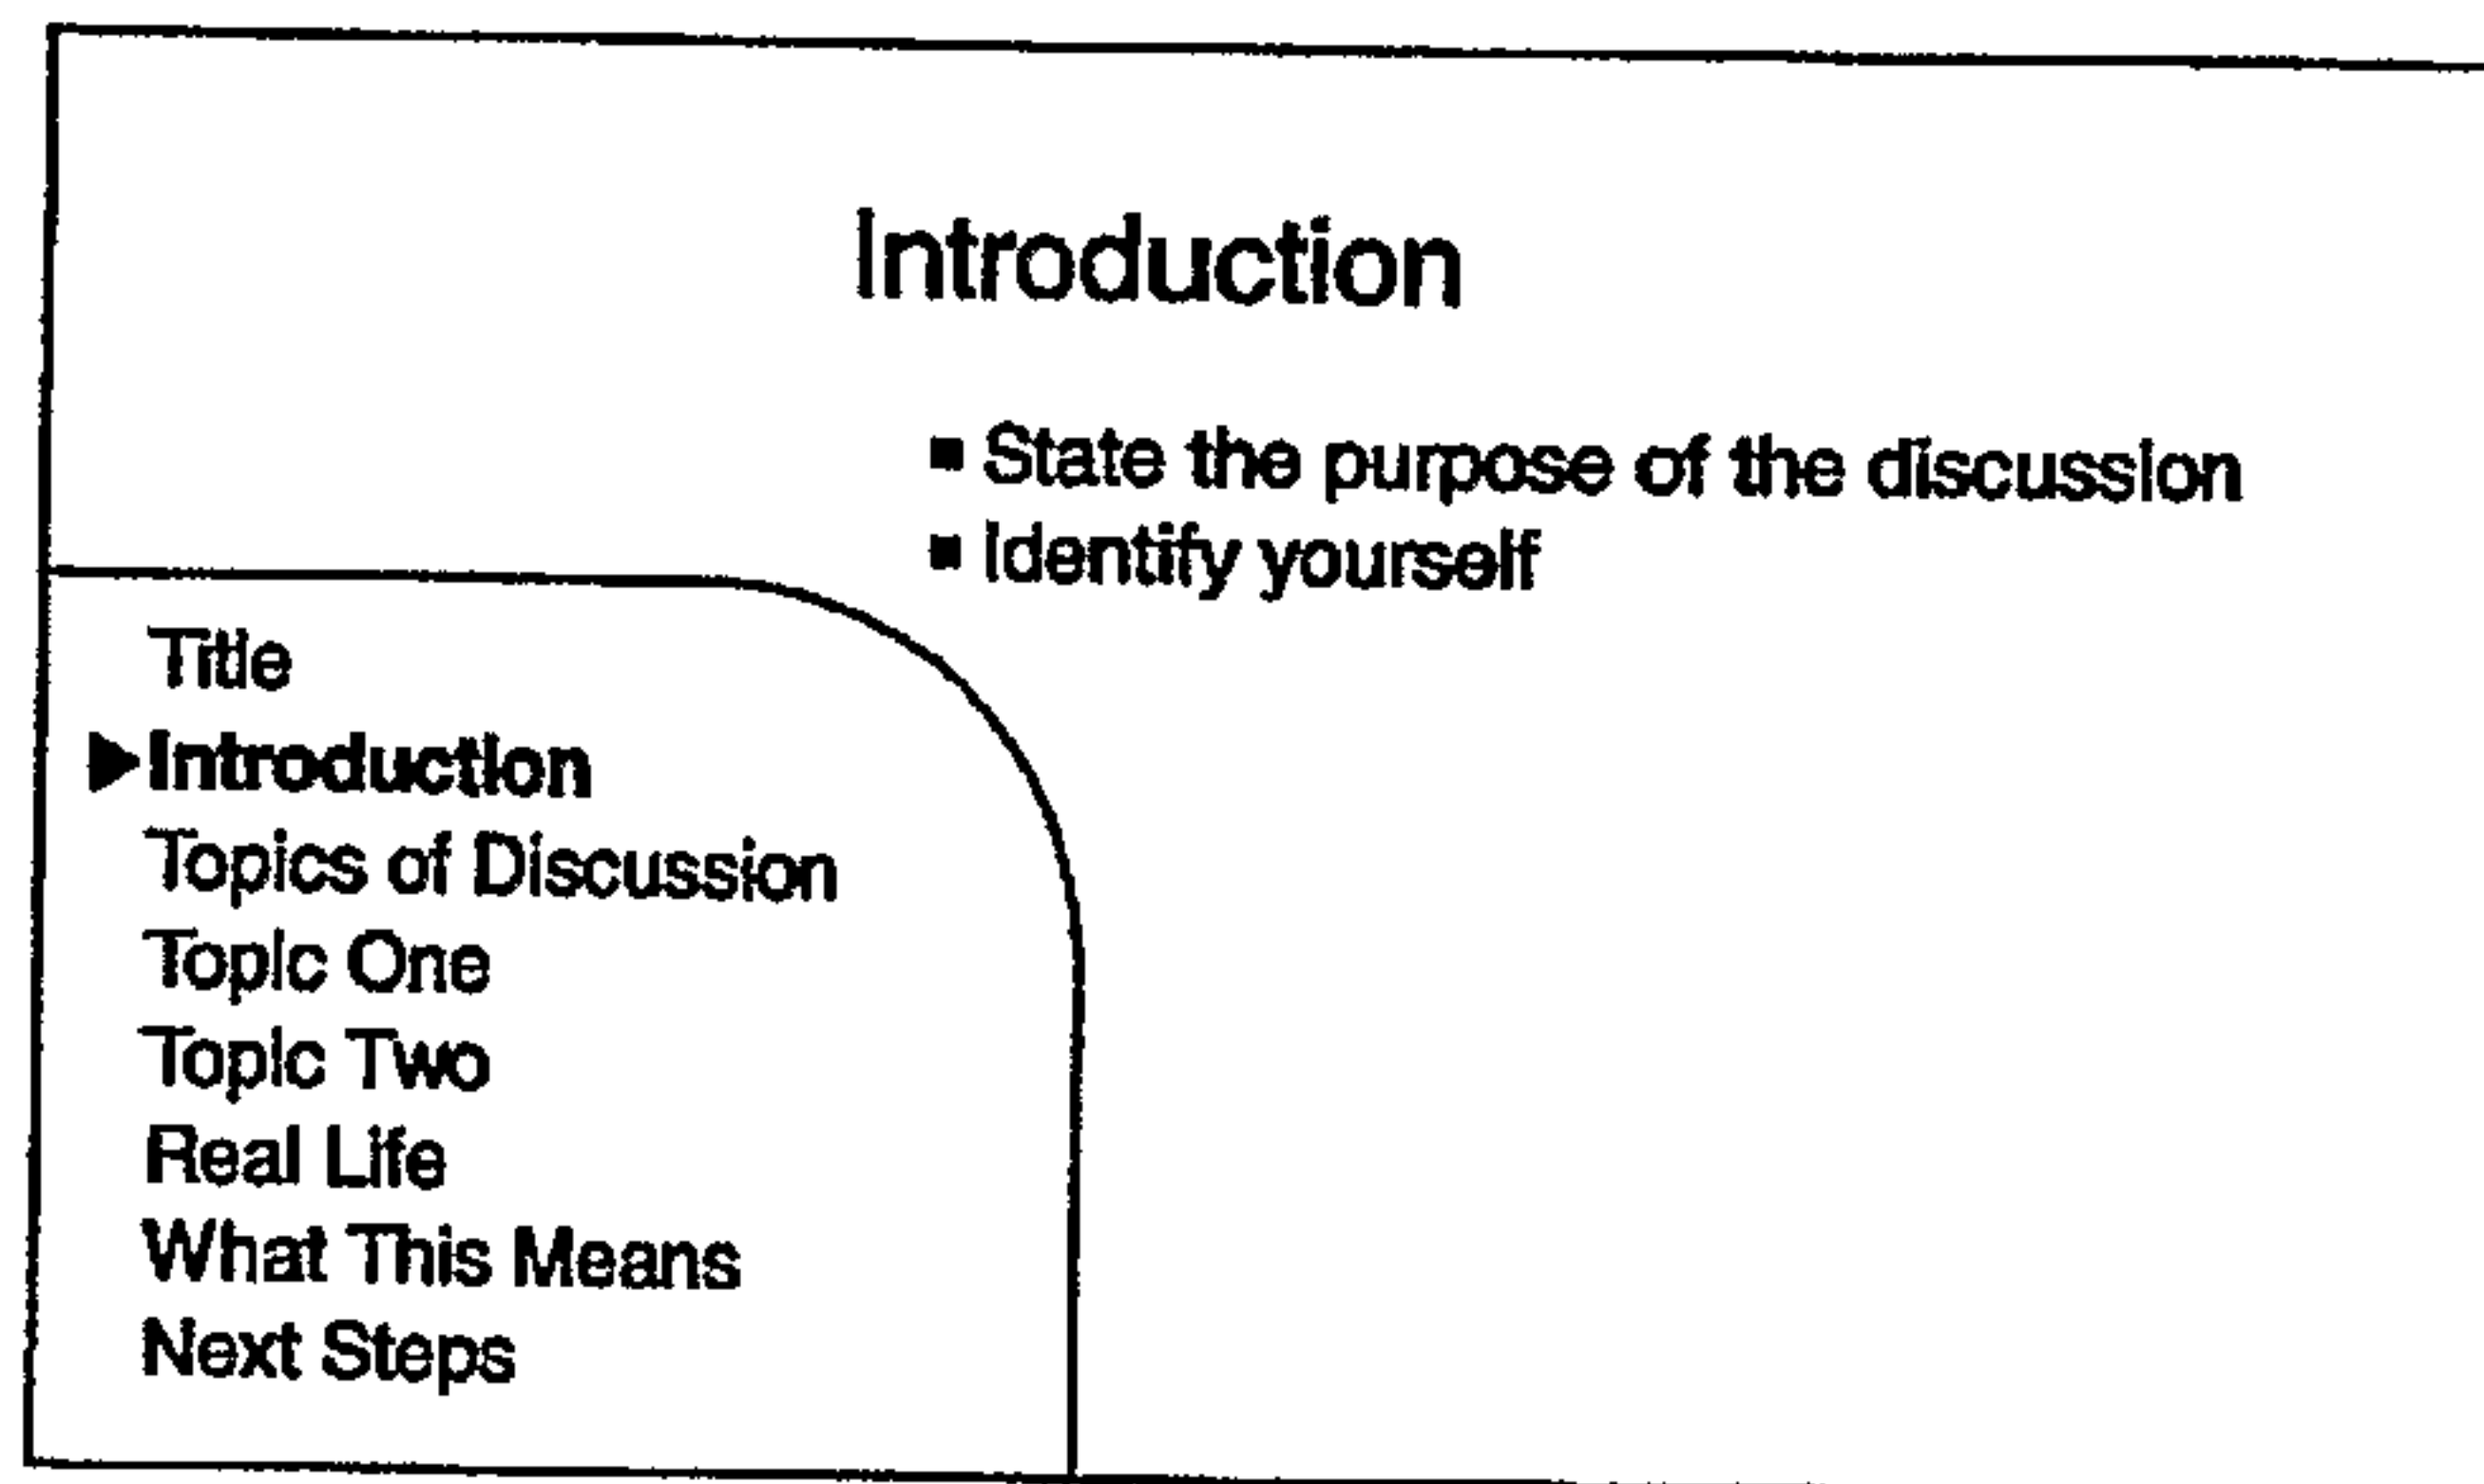 Introduction
■ State the purpose of the discussion
■ Identify yourself
Title
Introduction
Topics of Discussion
Topic One
Topic Two
Real Life
What This Means
Next Steps